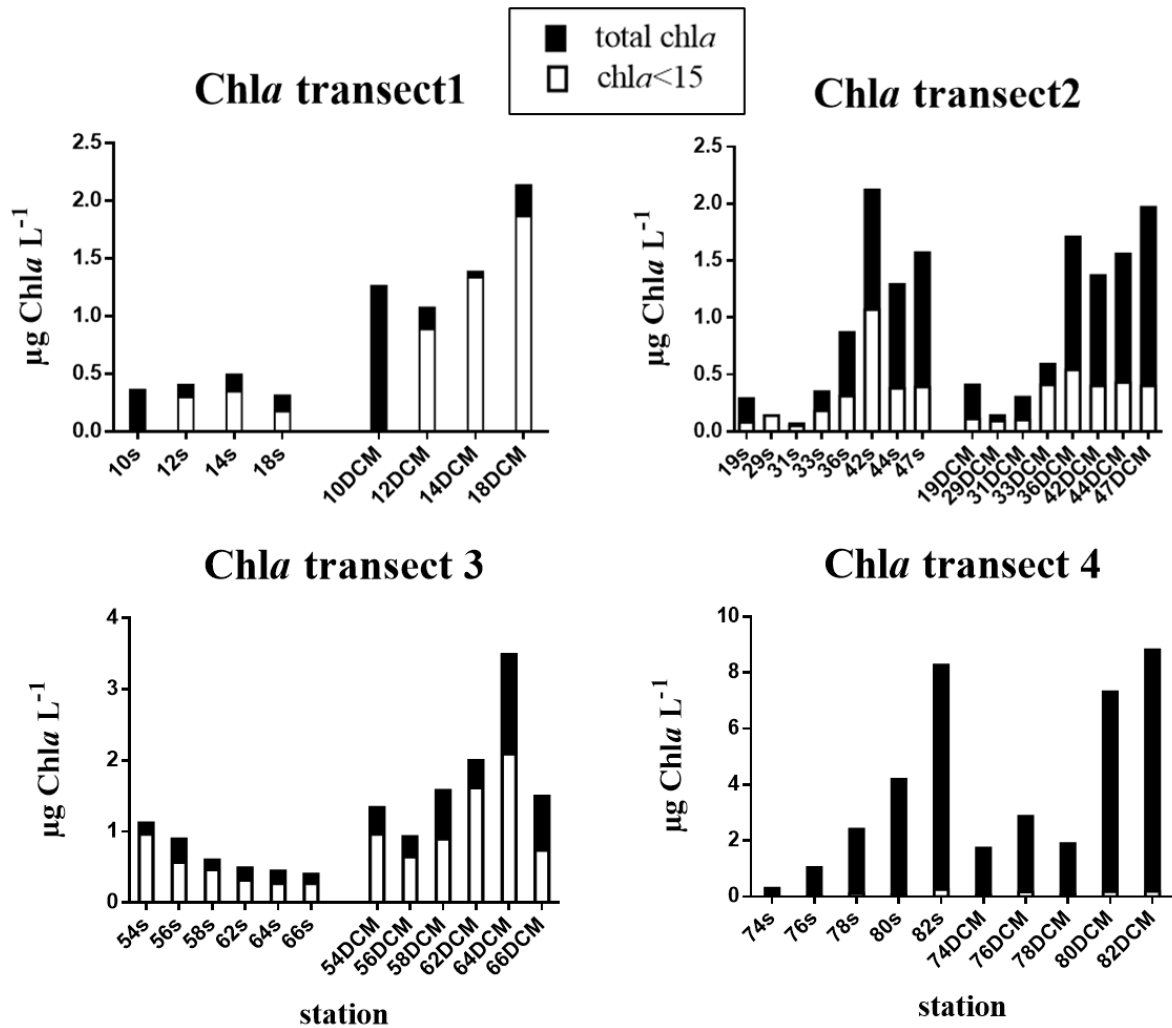 total chla
chla<15
Chla transect1
2.5
2.0
1.5
1.0
0.5
0.0
µg Chla L-1
10s
12s
14s
18s
10DCM
12DCM
14DCM
18DCM
Chla transect2
2.5
2.0
1.5
1.0
0.5
0.0
µg Chla L-1
19s
29s
31s
33s
36s
42s
44s
47s
19DCM
29DCM
31DCM
33DCM
36DCM
42DCM
44DCM
47DCM
Chla transect 3
4
3
2
1
0
µg Chla L-1
54s
56s
58s
62s
64s
66s
54DCM
56DCM
58DCM
62DCM
64DCM
66DCM
station
Chla transect 4
10
8
6
4
2
0
µg Chla L-1
74s
76s
78s
80s
82s
74DCM
76DCM
78DCM
80DCM
82DCM
station